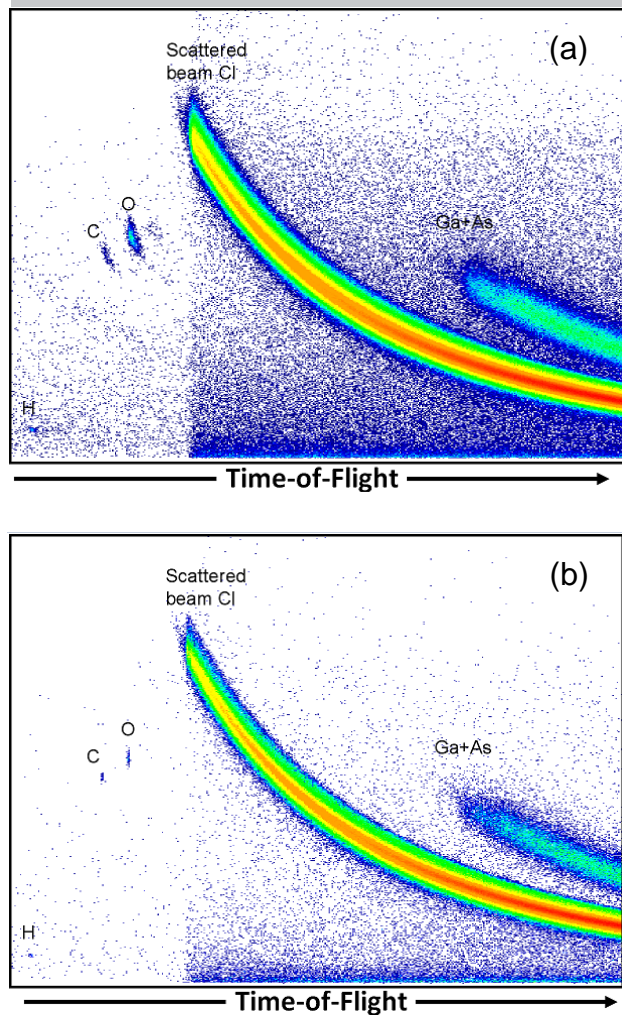 (a)
Scattered
beam Cl
O
C
Ga+As
H
Time-of-Flight
(b)
Scattered
beam Cl
O
C
Ga+As
H
Time-of-Flight